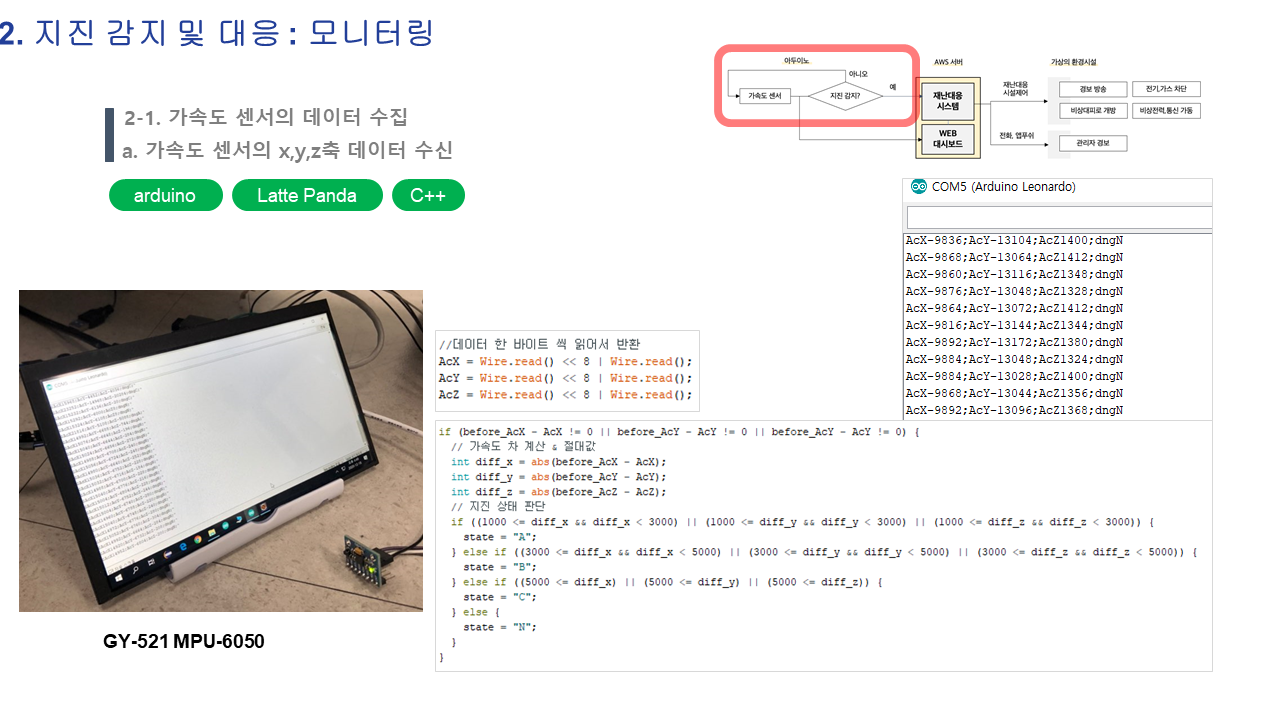 2. 지진 감지 및 대응 : 모니터링
2-1. 가속도 센서의 데이터 수집
a. 가속도 센서의 x,y,z축 데이터 수신
arduino
Latte Panda
C++
아두이노
AWS 서버
가상의 환경시설
아니오
예
가속도 센서
지진 감지?
재난대응
시스템
WEB
대시보드
재난대응
시설제어
전화, 앱푸쉬
경보 방송
전기,가스 차단
비상대피로 개방
비상전력,통신 가동
관리자 경보
COM5 (Arduino Leonardo)
AcX-9836;AcY-13104;AcZ1400;dngN
AcX-9868;AcY-13064;AcZ1412;dngN
AcX-9860;AcY-13116;AcZ1348;dngN
AcX-9876;AcY-13048;AcZ1328;dngN
AcX-9864;AcY-13072;AcZ1412;dngN
AcX-9816;AcY-13144;AcZ1344;dngN
AcX-9892;AcY-13172;AcZ1380;dngN
AcX-9884;AcY-13048;AcZ1324;dngN
AcX-9884;AcY-13028;AcZ1400;dngN
AcX-9868;AcY-13044;AcZ1356;dngN
AcX-9892;AcY-13096;AcZ1368;dngN
//데이터 한 바이트 씩 읽어서 반환
AcX = Wire.read() << 8 | Wire.read();
AcY = Wire.read() << 8 | Wire.read();
AcZ = Wire.read() << 8 | Wire.read();
if (before_AcX - AcX != 0 || before_AcY - AcY != 0 || before_AcY - AcY != 0) {
// 가속도 차 계산 & 절대값
int diff_x = abs(before_AcX - AcX);
int diff_y = abs(before_AcY - AcY);
int diff_z = abs(before_AcZ - AcZ);
// 지진 상태 판단
if ((1000 <= diff_x && diff_x < 3000) || (1000 <= diff_y && diff_y < 3000) || (1000 <= diff_z && diff_z < 3000)) {
state = "A";
} else if ((3000 <= diff_x && diff_x < 5000) || (3000 <= diff_y && diff_y < 5000) || (3000 <= diff_z && diff_z < 5000)) {
state = "B";
} else if ((5000 <= diff_x) || (5000 <= diff_y) || (5000 <= diff_z)) {
state = "C";
} else {
state = "N";
}
}
GY-521 MPU-6050